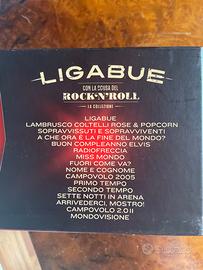 LIGABUE
CON LA SCUSA DEL
ROCK'N'ROLL
LA COLLEZIONE
LIGABUE
LAMBRUSCO COLTELLI ROSE & POPCORN
SOPRAVVISSUTI E SOPRAVVIVENTI
A CHE ORA È LA FINE DEL MONDO?
BUON COMPLEANNO ELVIS
RADIOFRECCIA
MISS MONDO
FUORI COME VA?
NOME E COGNOME
CAMPOVOLO 2005
PRIMO TEMPO
SECONDO TEMPO
SETTE NOTTI IN ARENA
ARRIVEDERCI, MOSTRO!
CAMPOVOLO 2.011
MONDOVISIONE